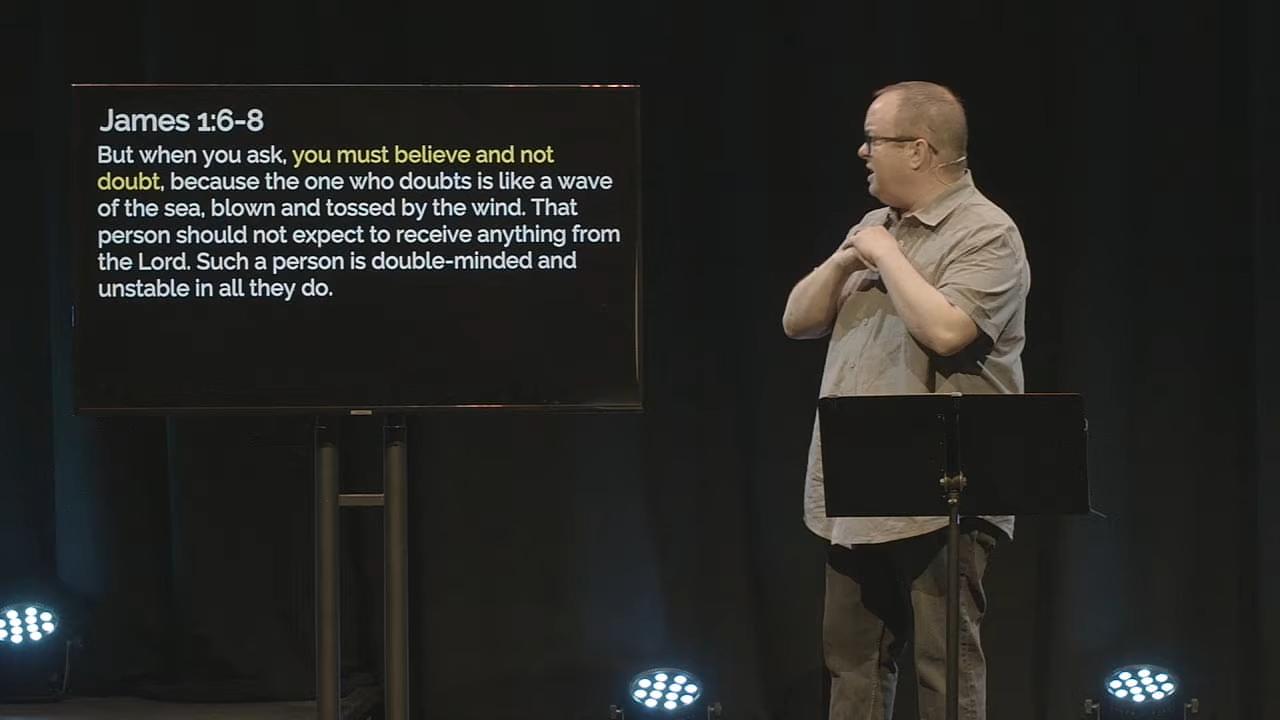 James 1:6-8
But when you ask, you must believe and not
doubt, because the one who doubts is like a wave
of the sea, blown and tossed by the wind. That
person should not expect to receive anything from
the Lord. Such a person is double-minded and
unstable in all they do.